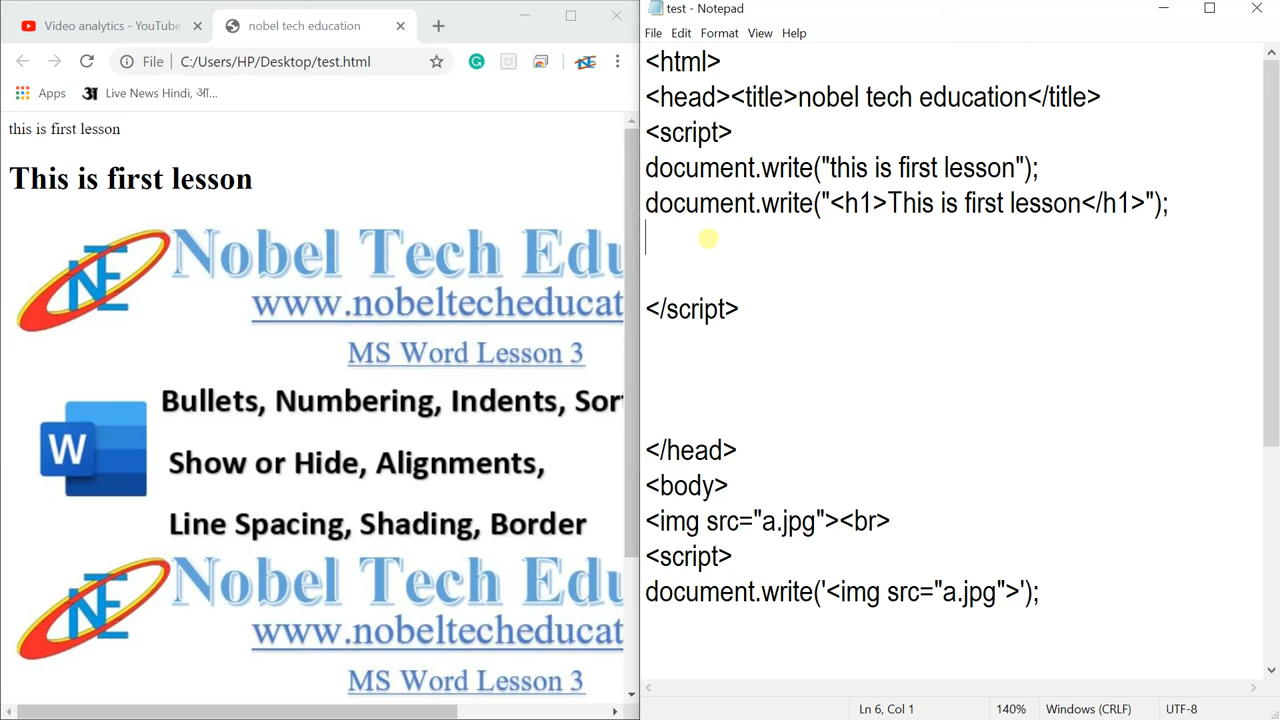 Video analytics - YouTube
nobel tech education
File
C:/Users/HP/Desktop/test.html
Apps
Live News Hindi, ऑ...
this is first lesson
This is first lesson
NE
Nobel Tech Edu
www.nobeltecheducat
MS Word Lesson 3
W
Bullets, Numbering, Indents, Sor
Show or Hide, Alignments,
Line Spacing, Shading, Border
NE
Nobel Tech Edu
www.nobeltecheducat
MS Word Lesson 3
test - Notepad
File Edit Format View Help
<html>
<head><title>nobel tech education</title>
<script>
document.write("this is first lesson");
document.write("<h1>This is first lesson</h1>");
</script>
</head>
<body>
<img src="a.jpg"><br>
<script>
document.write('<img src="a.jpg">');
Ln 6, Col 1
140%
Windows (CRLF)
UTF-8